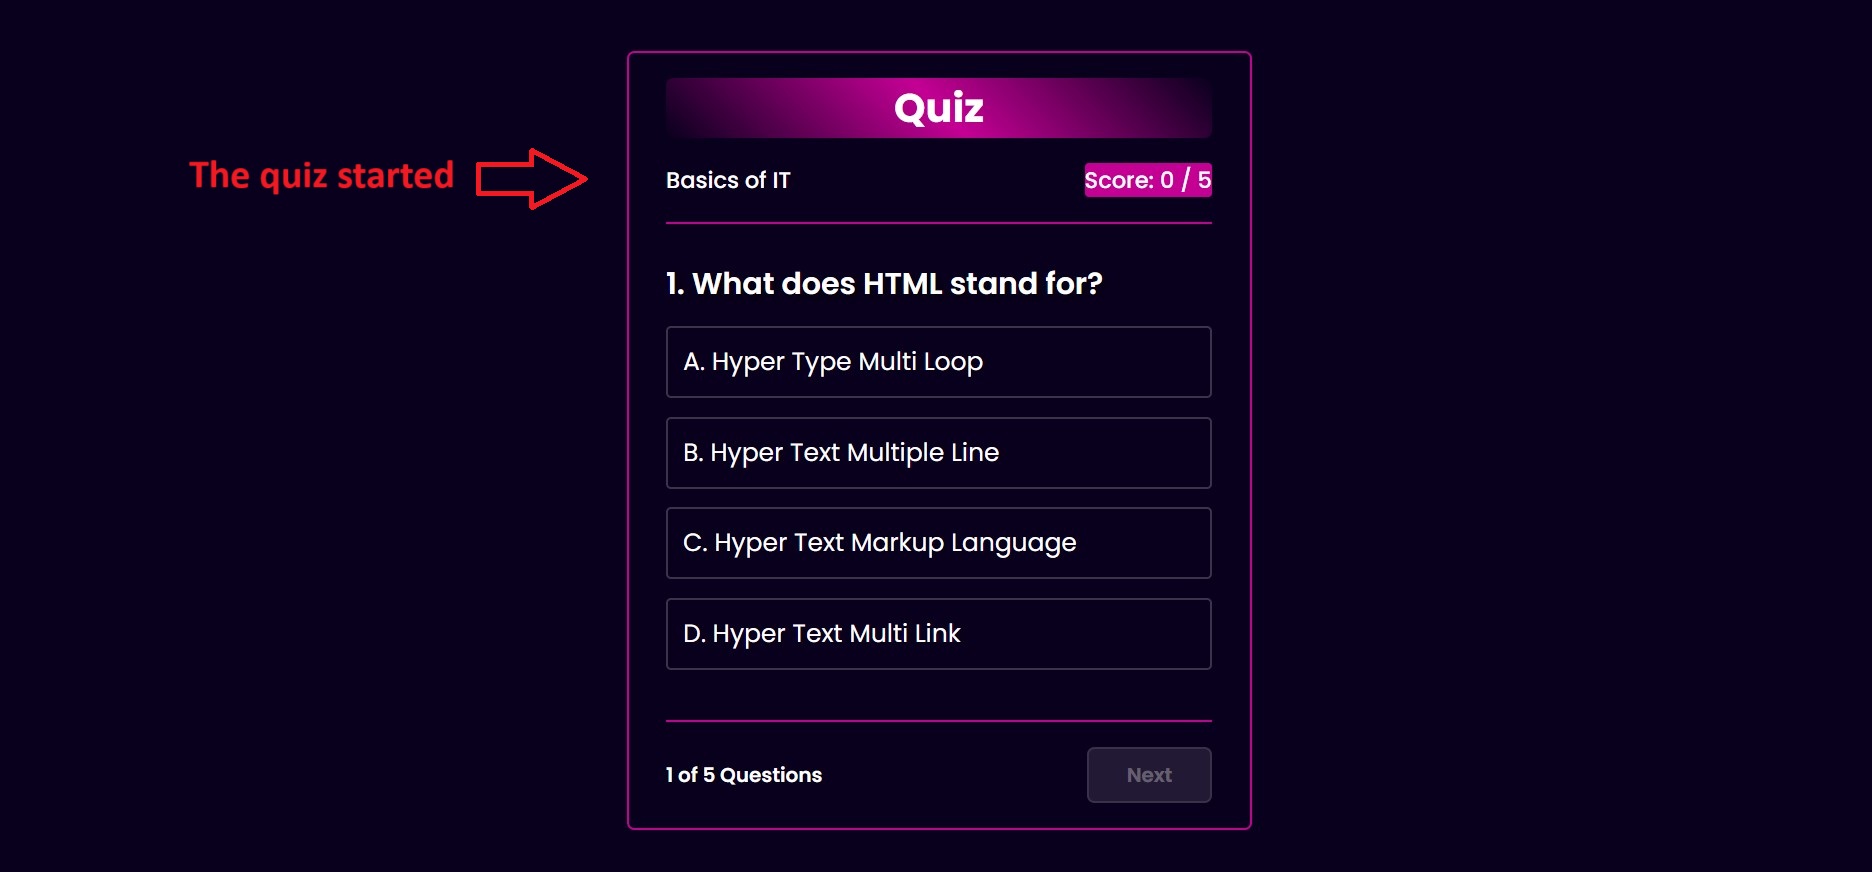 Quiz
The quiz started
Basics of IT
Score: 0 / 5
1. What does HTML stand for?
A. Hyper Type Multi Loop
B. Hyper Text Multiple Line
C. Hyper Text Markup Language
D. Hyper Text Multi Link
1 of 5 Questions
Next